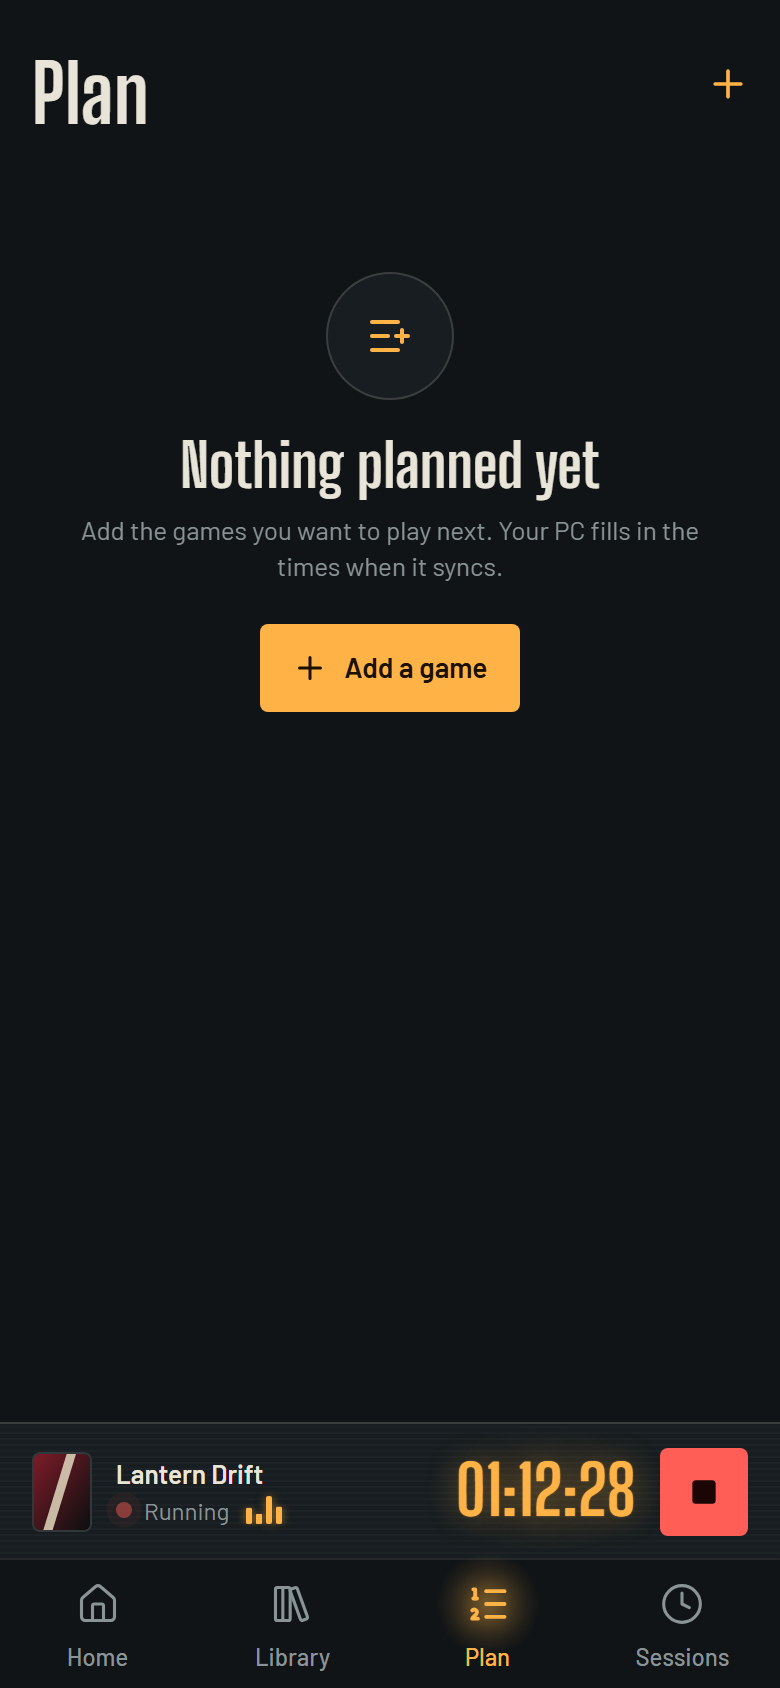 Plan
Nothing planned yet
Add the games you want to play next. Your PC fills in the
times when it syncs.
Add a game
Lantern Drift
Running
01:12:28
Home
Library
Plan
Sessions